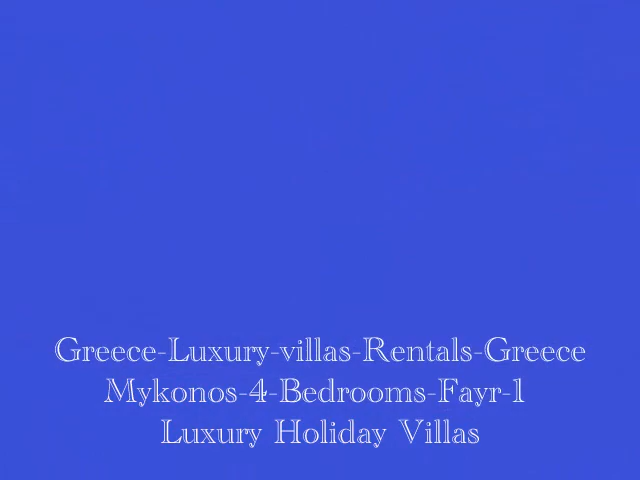 Greece-Luxury-villas-Rentals-Greece
Mykonos-4-Bedrooms-Fayr-1
Luxury Holiday Villas